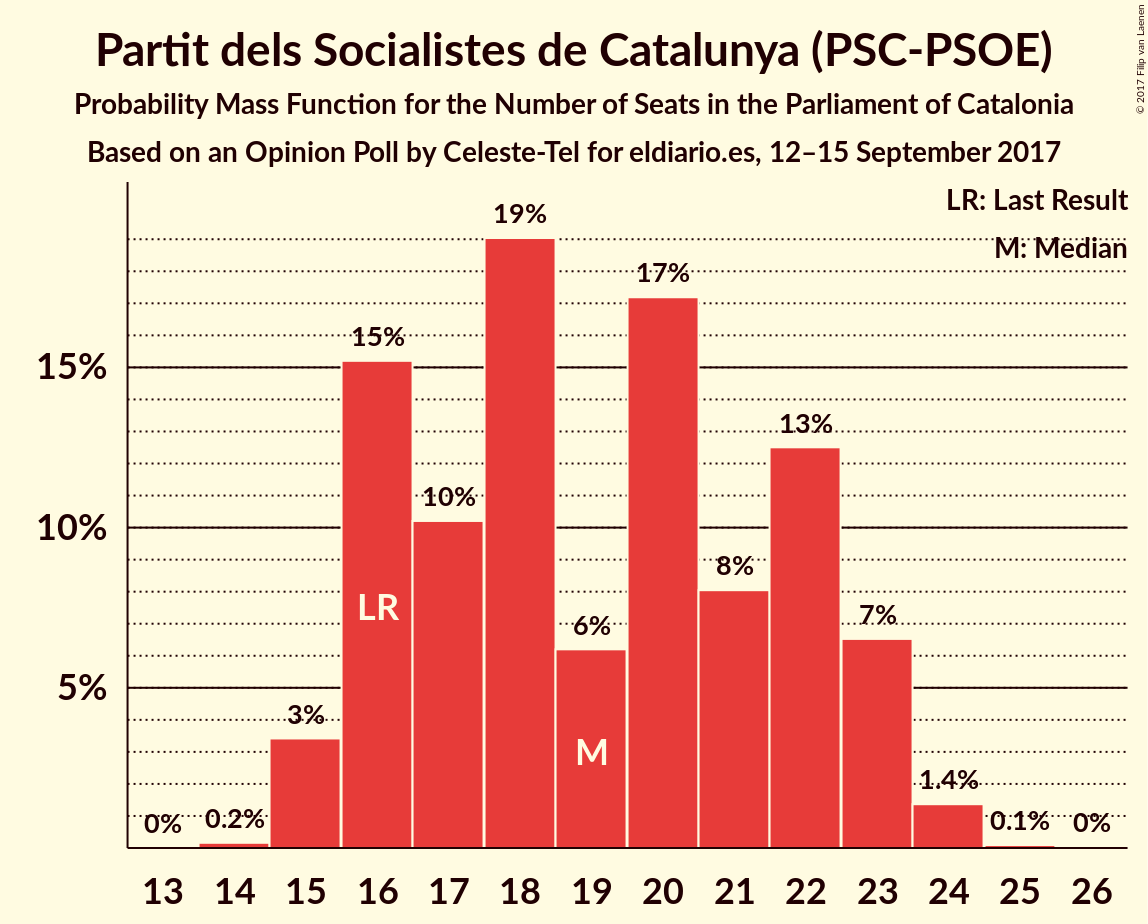 Partit dels Socialistes de Catalunya (PSC-PSOE)
Probability Mass Function for the Number of Seats in the Parliament of Catalonia
Based on an Opinion Poll by Celeste-Tel for eldiario.es, 12–15 September 2017
© 2017 Filip van Laenen
LR: Last Result
M: Median
19%
17%
15%
15%
13%
10%
10%
8%
7%
LR
6%
5%
3%
M
1.4%
0%
0.2%
0.1%
0%
13 14 15 16 17 18 19 20 21 22 23 24 25 26